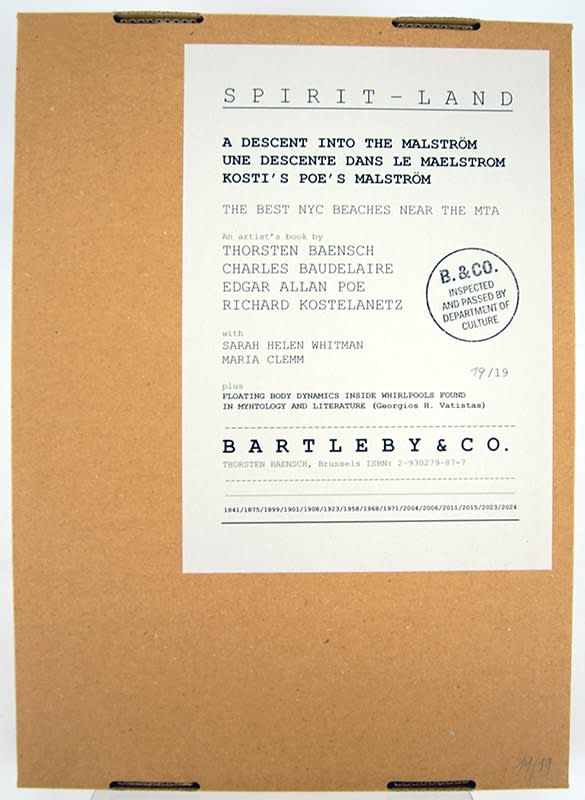 SPIRIT-LAND
A DESCENT INTO THE MALSTRÖM
UNE DESCENTE DANS LE MAELSTROM
KOSTI'S POE'S MALSTRÖM
THE BEST NYC BEACHES NEAR THE MTA
An artist's book by
THORSTEN BAENSCH
CHARLES BAUDELAIRE
EDGAR ALLAN POE
RICHARD KOSTELANETZ
B.&CO.
INSPECTED
AND PASSED BY
DEPARTMENT OF
CULTURE
with
SARAH HELEN WHITMAN
MARIA CLEMM
19/19
plus
FLOATING BODY DYNAMICS INSIDE WHIRLPOOLS FOUND
IN MYHTOLOGY AND LITERATURE (Georgios H. Vatistas)
BARTLEBY&CO.
THORSTEN BAENSCH, Brussels ISBN: 2-930279-87-7
1841/1875/1899/1901/1908/1923/1958/1968/1971/2004/2006/2011/2015/2023/2024
19/19